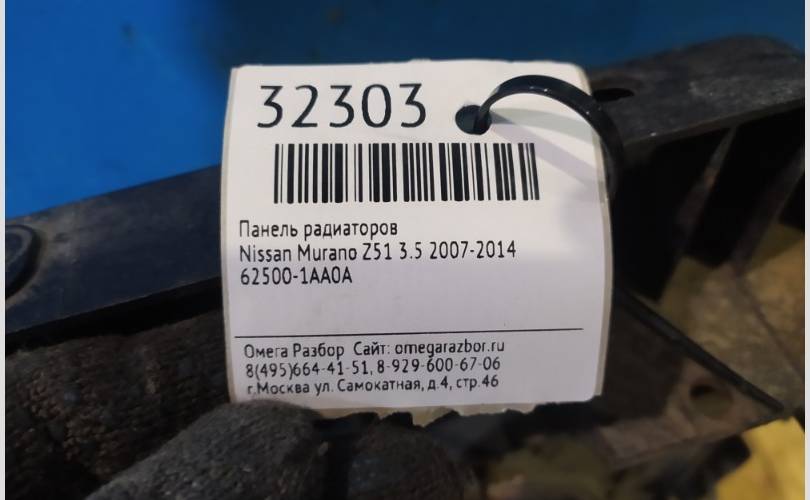 32303
Панель радиаторов
Nissan Murano Z51 3.5 2007-2014
62500-1AA0A
Омега Разбор Сайт: omegarazbor.ru
8(495)664-41-51, 8-929-600-67-06
г.Москва ул. Самокатная, д.4, стр.46